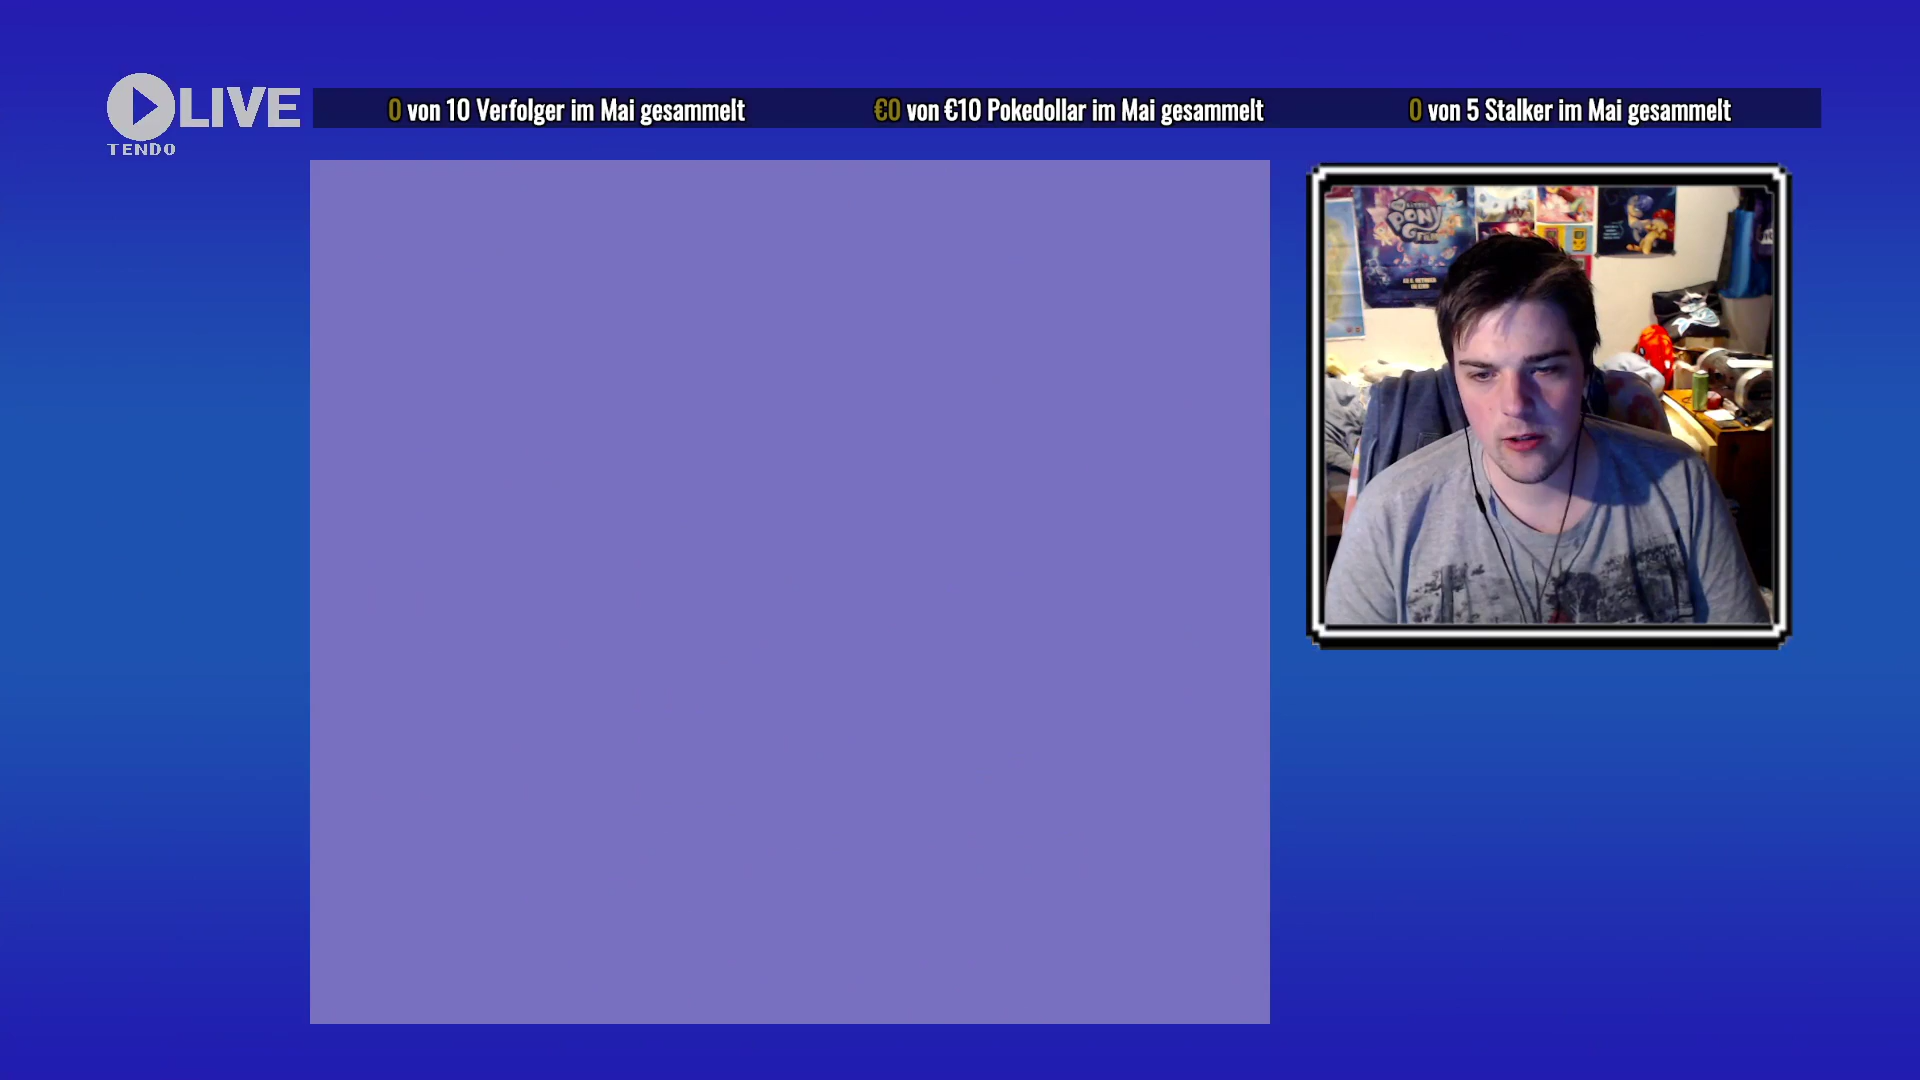 LIVE
TENDO
0 von 10 Verfolger im Mai gesammelt
€0 von €10 Pokedollar im Mai gesammelt
0 von 5 Stalker im Mai gesammelt
PONY